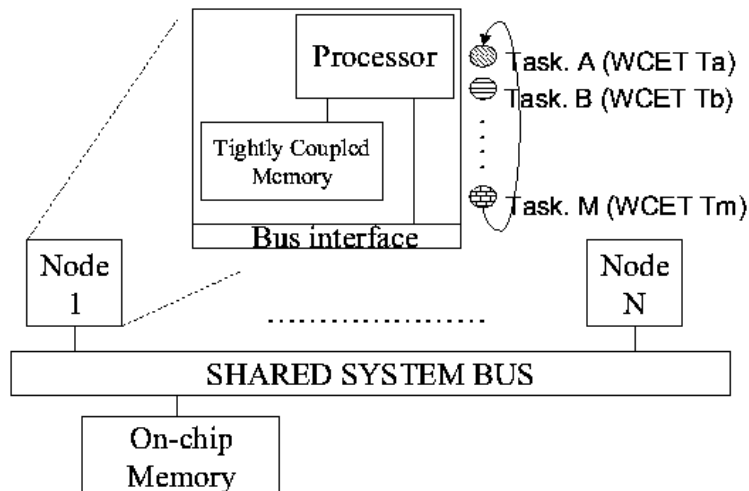 Processor
Task. A (WCET Ta)
Task. B (WCET Tb)
Tightly Coupled
Memory
Task. M (WCET Tm)
Bus interface
Node
1
Node
N
SHARED SYSTEM BUS
On-chip
Memory